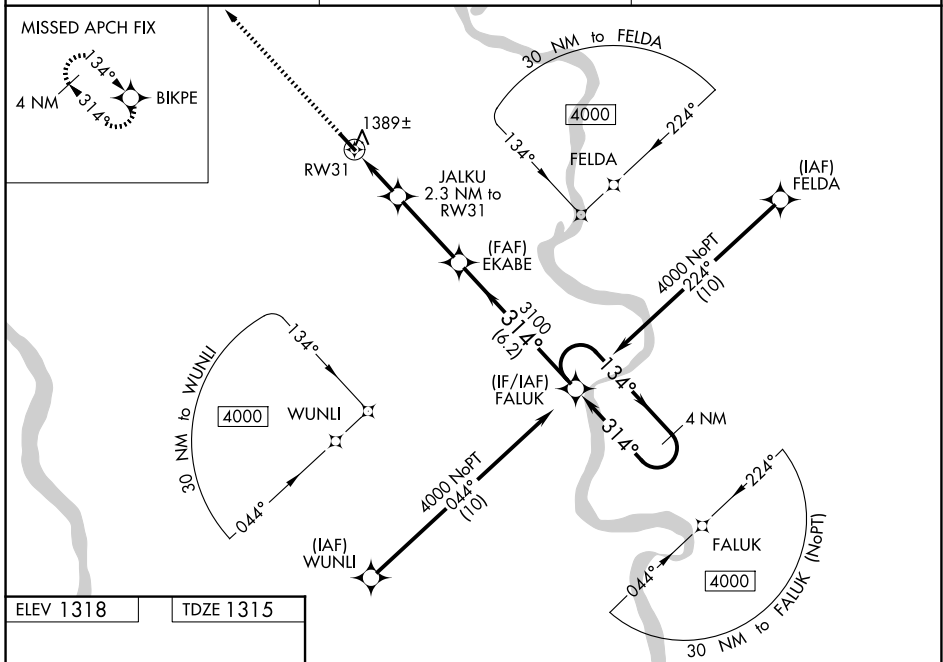 MISSED APCH FIX
134°
4 NM
314°
BIKPE
30 NM to FELDA
4000
134°
224°
FELDA
1389±
RW31
JALKU
2.3 NM to
RW31
(IAF)
FELDA
(FAF)
EKABE
4000 NoPT
224°
(10)
3100
314°
(6.2)
134°
(IF/IAF)
FALUK
4 NM
314°
30 NM to WUNLI
134°
4000
WUNLI
044°
4000 NoPT
044°
(10)
(IAF)
WUNLI
224°
FALUK
044°
4000
30 NM to FALUK (NoPT)
ELEV 1318
TDZE 1315